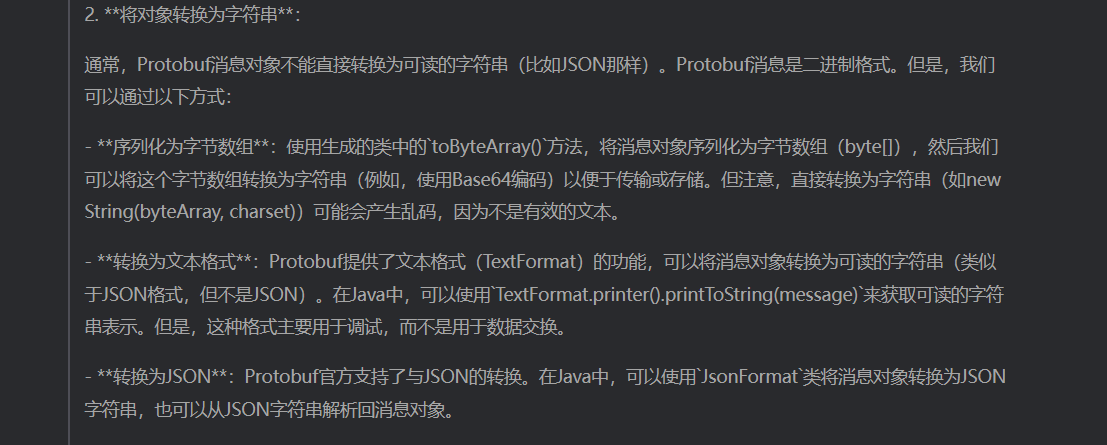 2. **将对象转换为字符串**：
通常，Protobuf消息对象不能直接转换为可读的字符串（比如JSON那样）。Protobuf消息是二进制格式。但是，我们
可以通过以下方式：
- **序列化为字节数组**：使用生成的类中的`toByteArray()`方法，将消息对象序列化为字节数组（byte[]），然后我们
可以将这个字节数组转换为字符串（例如，使用Base64编码）以便于传输或存储。但注意，直接转换为字符串（如new
String(byteArray, charset)）可能会产生乱码，因为不是有效的文本。
- **转换为文本格式**：Protobuf提供了文本格式（TextFormat）的功能，可以将消息对象转换为可读的字符串（类似
于JSON格式，但不是JSON）。在Java中，可以使用`TextFormat.printer().printToString(message)`来获取可读的字符
串表示。但是，这种格式主要用于调试，而不是用于数据交换。
- **转换为JSON**：Protobuf官方支持了与JSON的转换。在Java中，可以使用`JsonFormat`类将消息对象转换为JSON
字符串，也可以从JSON字符串解析回消息对象。